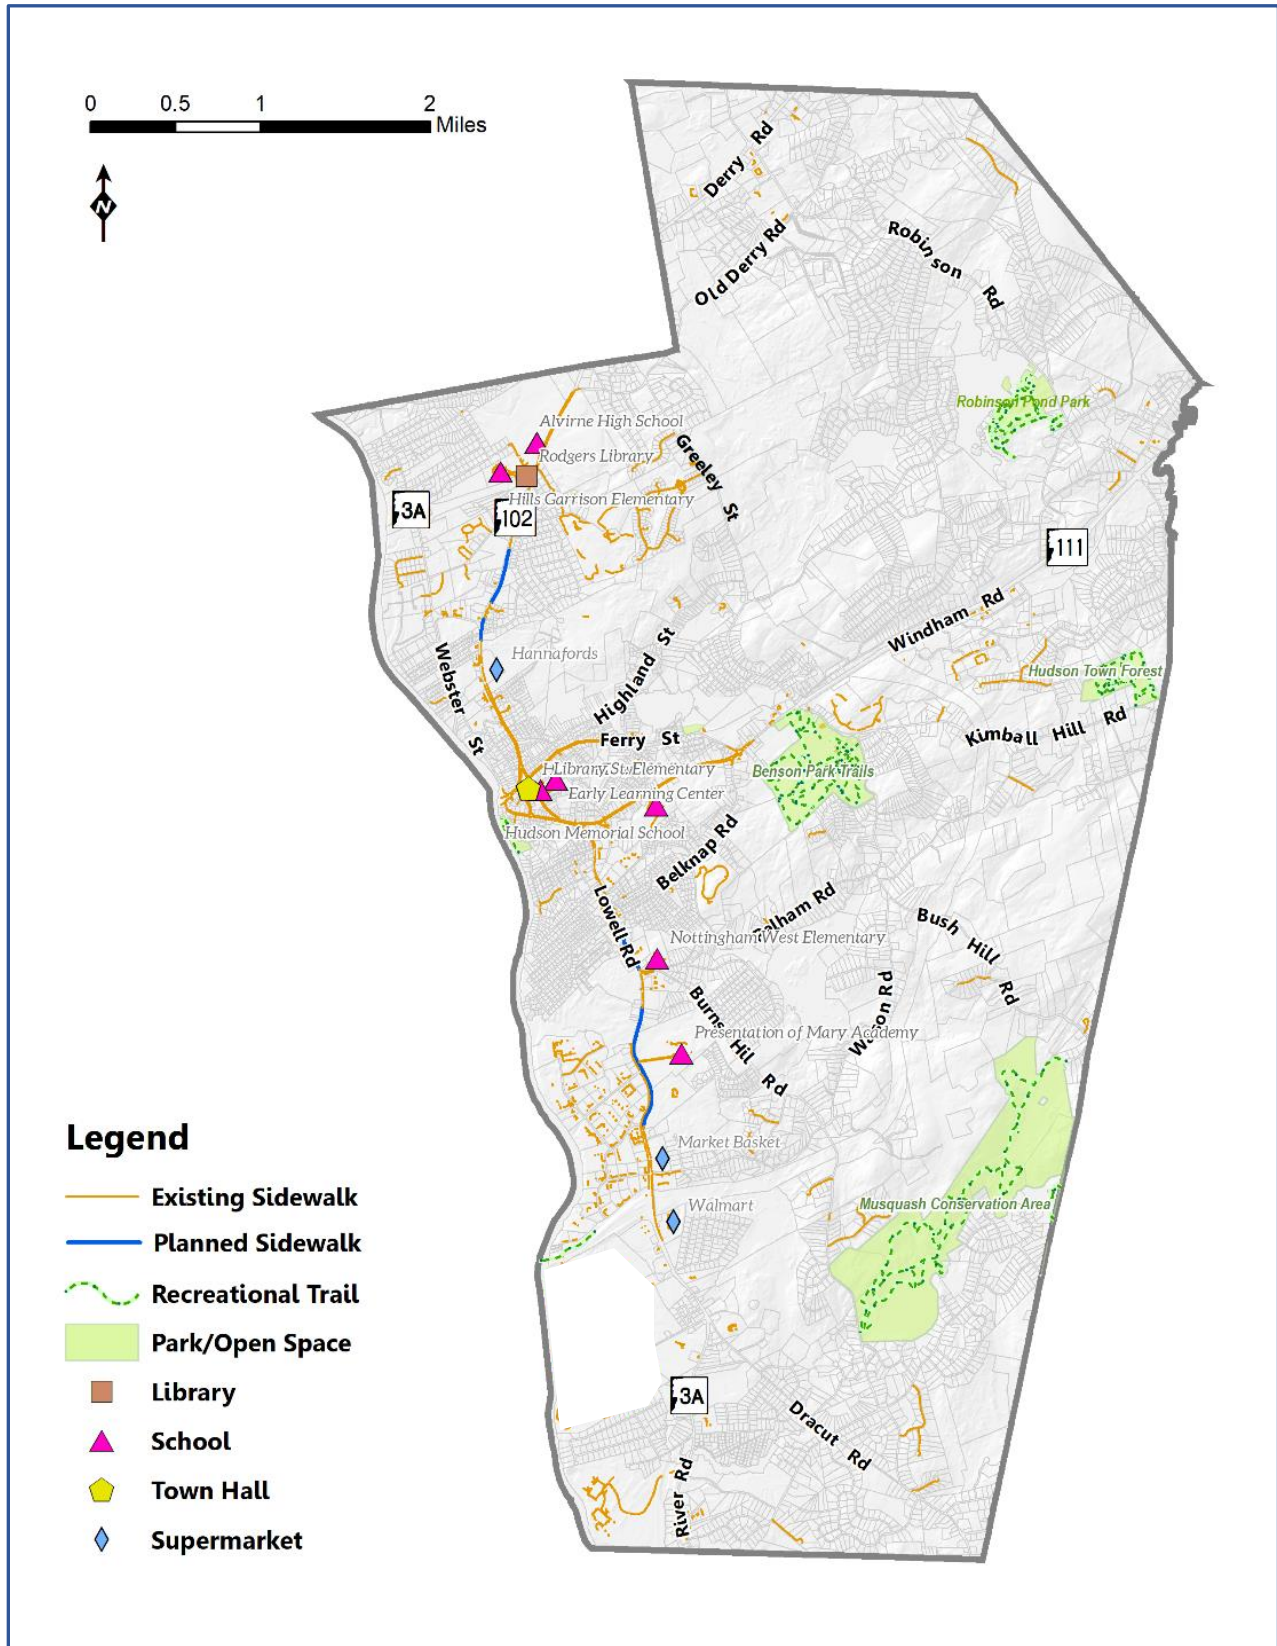 0 0.5 1 2
Miles
N
Derry Rd
Old Derry Rd
Robinson Rd
Robinson Pond Park
Alvirne High School
Rodgers Library
Greeley St
Hills Garrison Elementary
3A
102
111
Windham Rd
Hudson Town Forest
Kimball Hill Rd
Webster St
Hannafords
Highland St
Ferry St
Library St Elementary
Benson Park Trails
Early Learning Center
Hudson Memorial School
Belknap Rd
Lowell Rd
Pelham Rd
Nottingham West Elementary
Bush Hill Rd
Burns Hil Rd
Wason Rd
Presentation of Mary Academy
Market Basket
Musquash Conservation Area
Walmart
3A
Dracut Rd
River Rd
Legend
Existing Sidewalk
Planned Sidewalk
Recreational Trail
Park/Open Space
Library
School
Town Hall
Supermarket